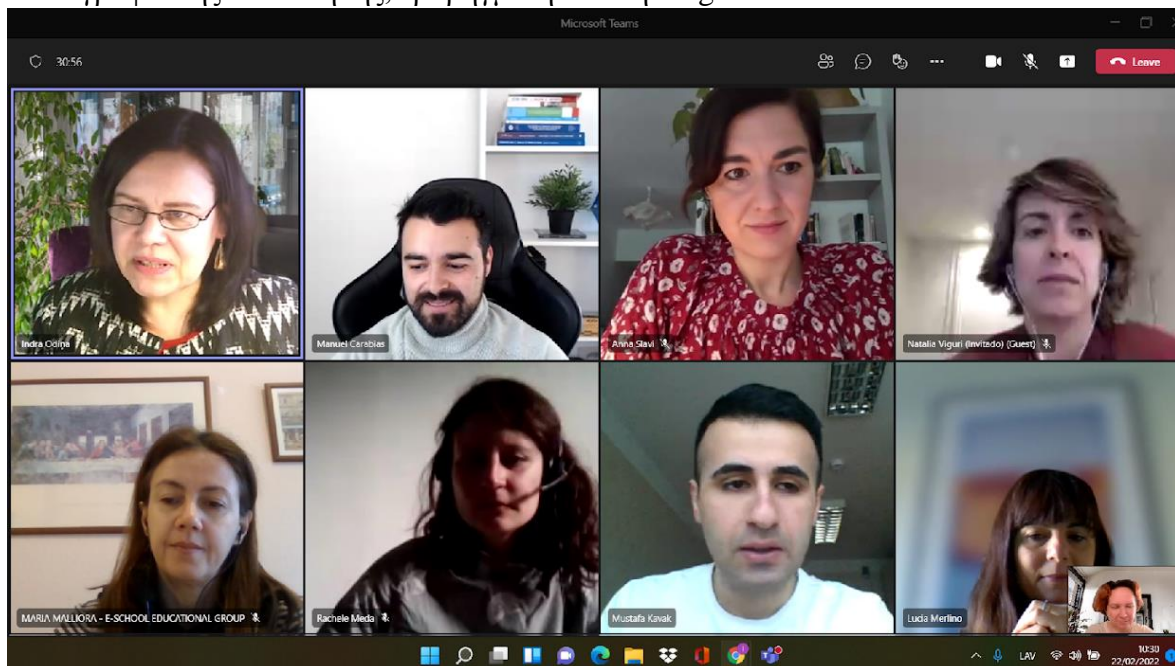 Microsoft Teams
30:56
Leave
Indra Odina
Manuel Carabias
Anna Slavi
Natalia Viguri (Invitado) (Guest)
MARIA MALLIORA - E-SCHOOL EDUCATIONAL GROUP
Rachele Meda
Mustafa Kavak
Lucia Merlino
LAV
10:30
22/02/2022